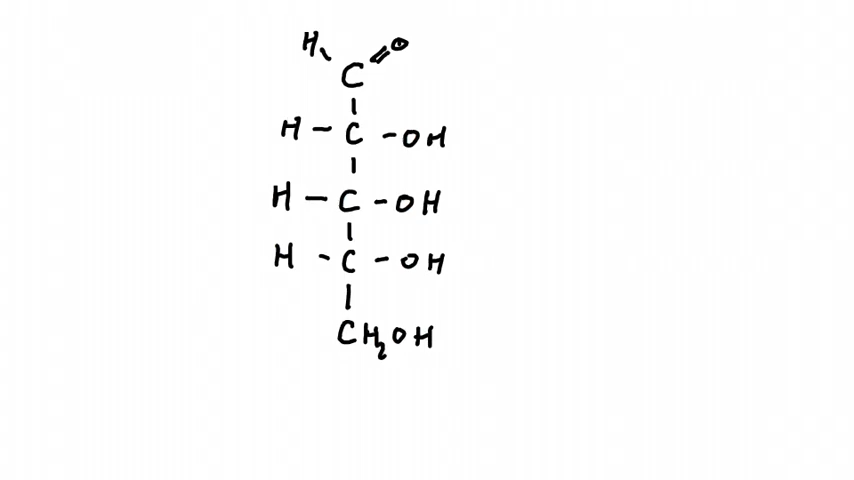 H O
C
H - C - OH
H - C - OH
H - C - OH
CH₂OH